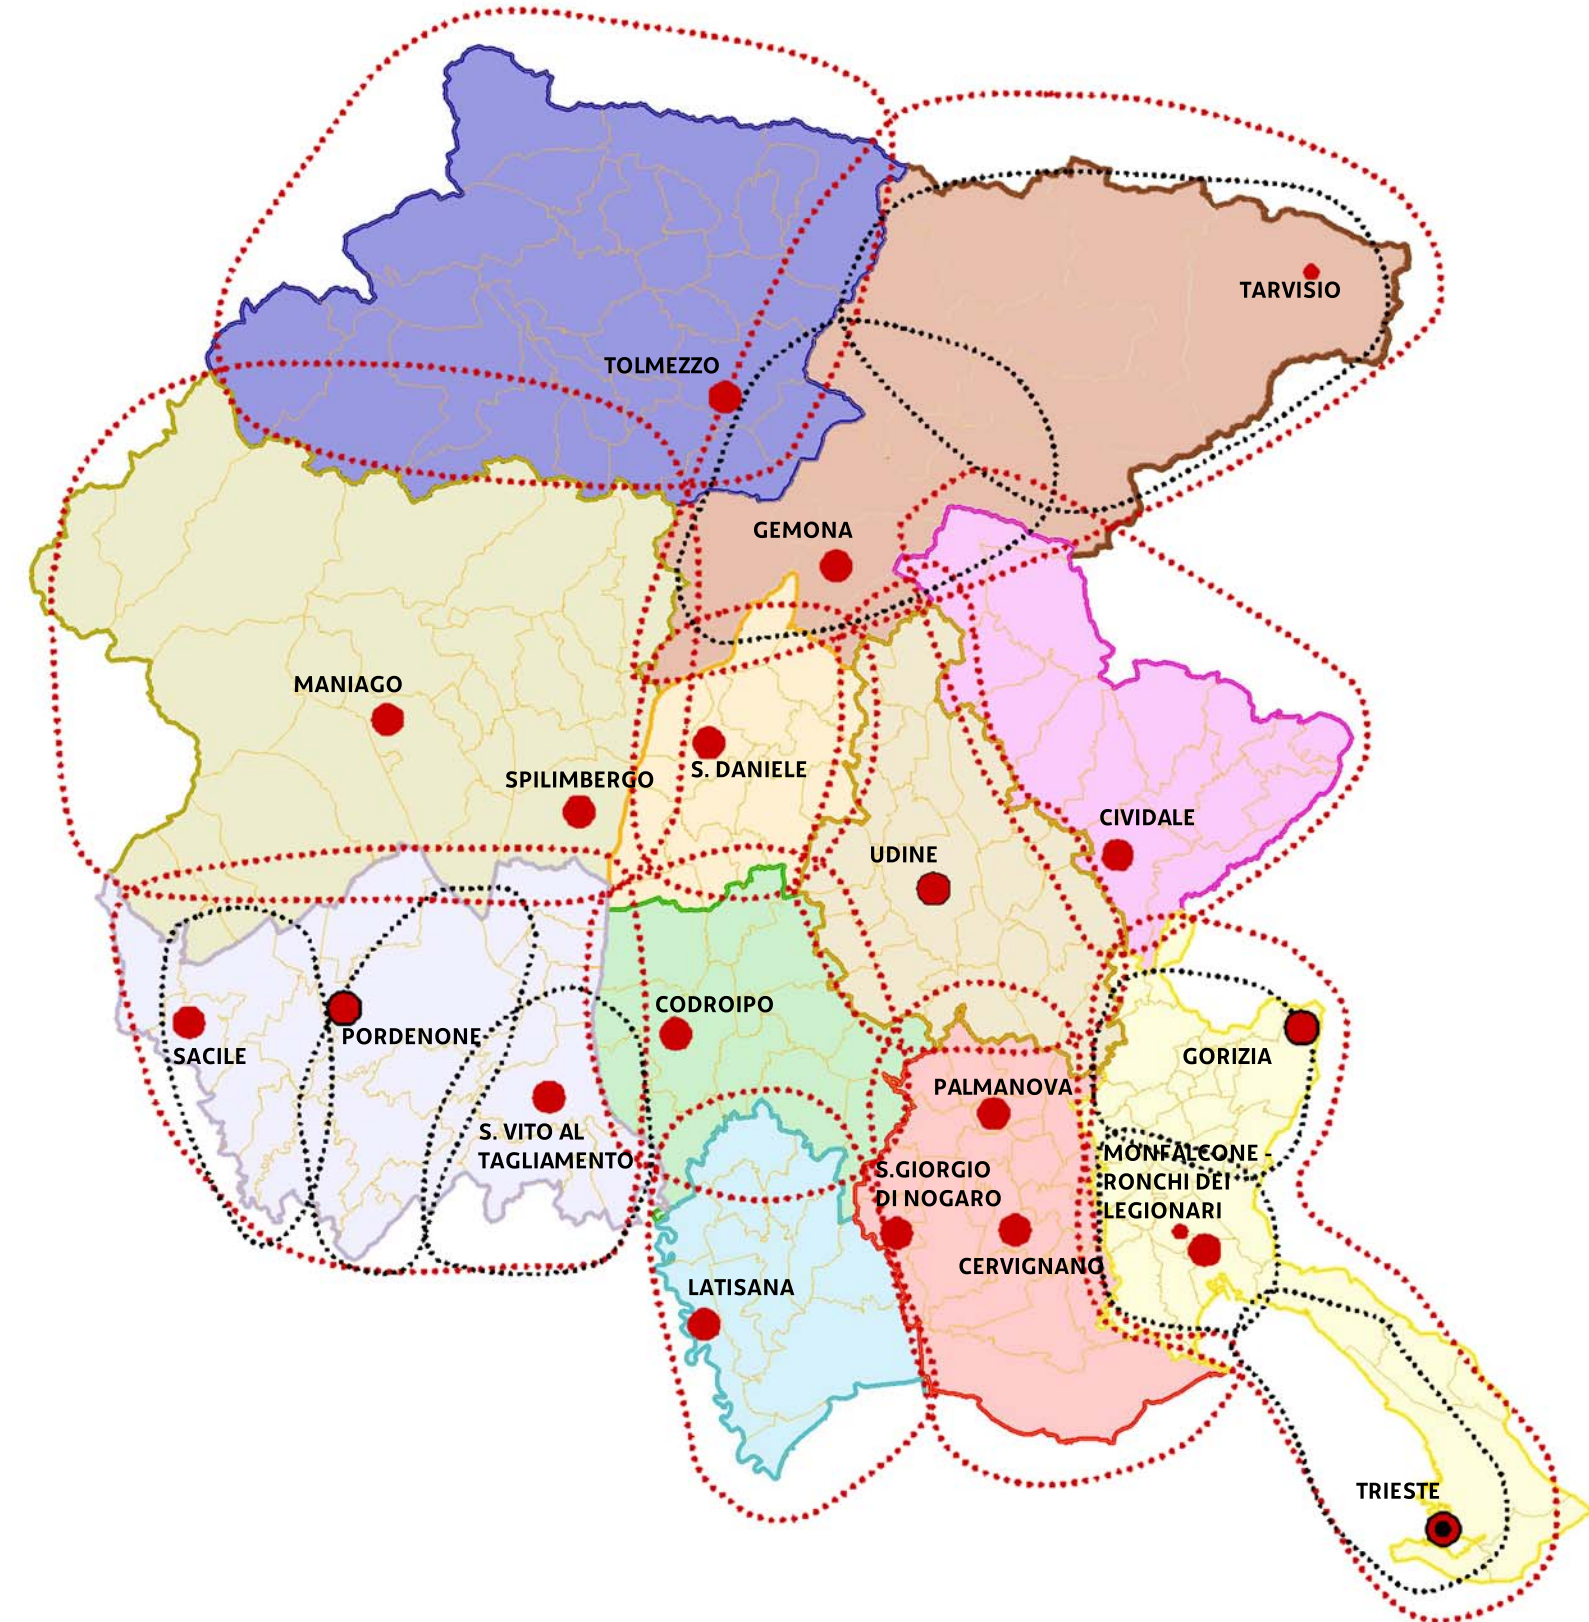 TARVISIO
TOLMEZZO
GEMONA
MANIAGO
SPILIMBERGO
S. DANIELE
CIVIDALE
UDINE
CODROIPO
PORDENONE
SACILE
GORIZIA
PALMANOVA
S. VITO AL
TAGLIAMENTO
MONFALCONE -
RONCHI DEI
LEGIONARI
S.GIORGIO
DI NOGARO
CERVIGNANO
LATISANA
TRIESTE